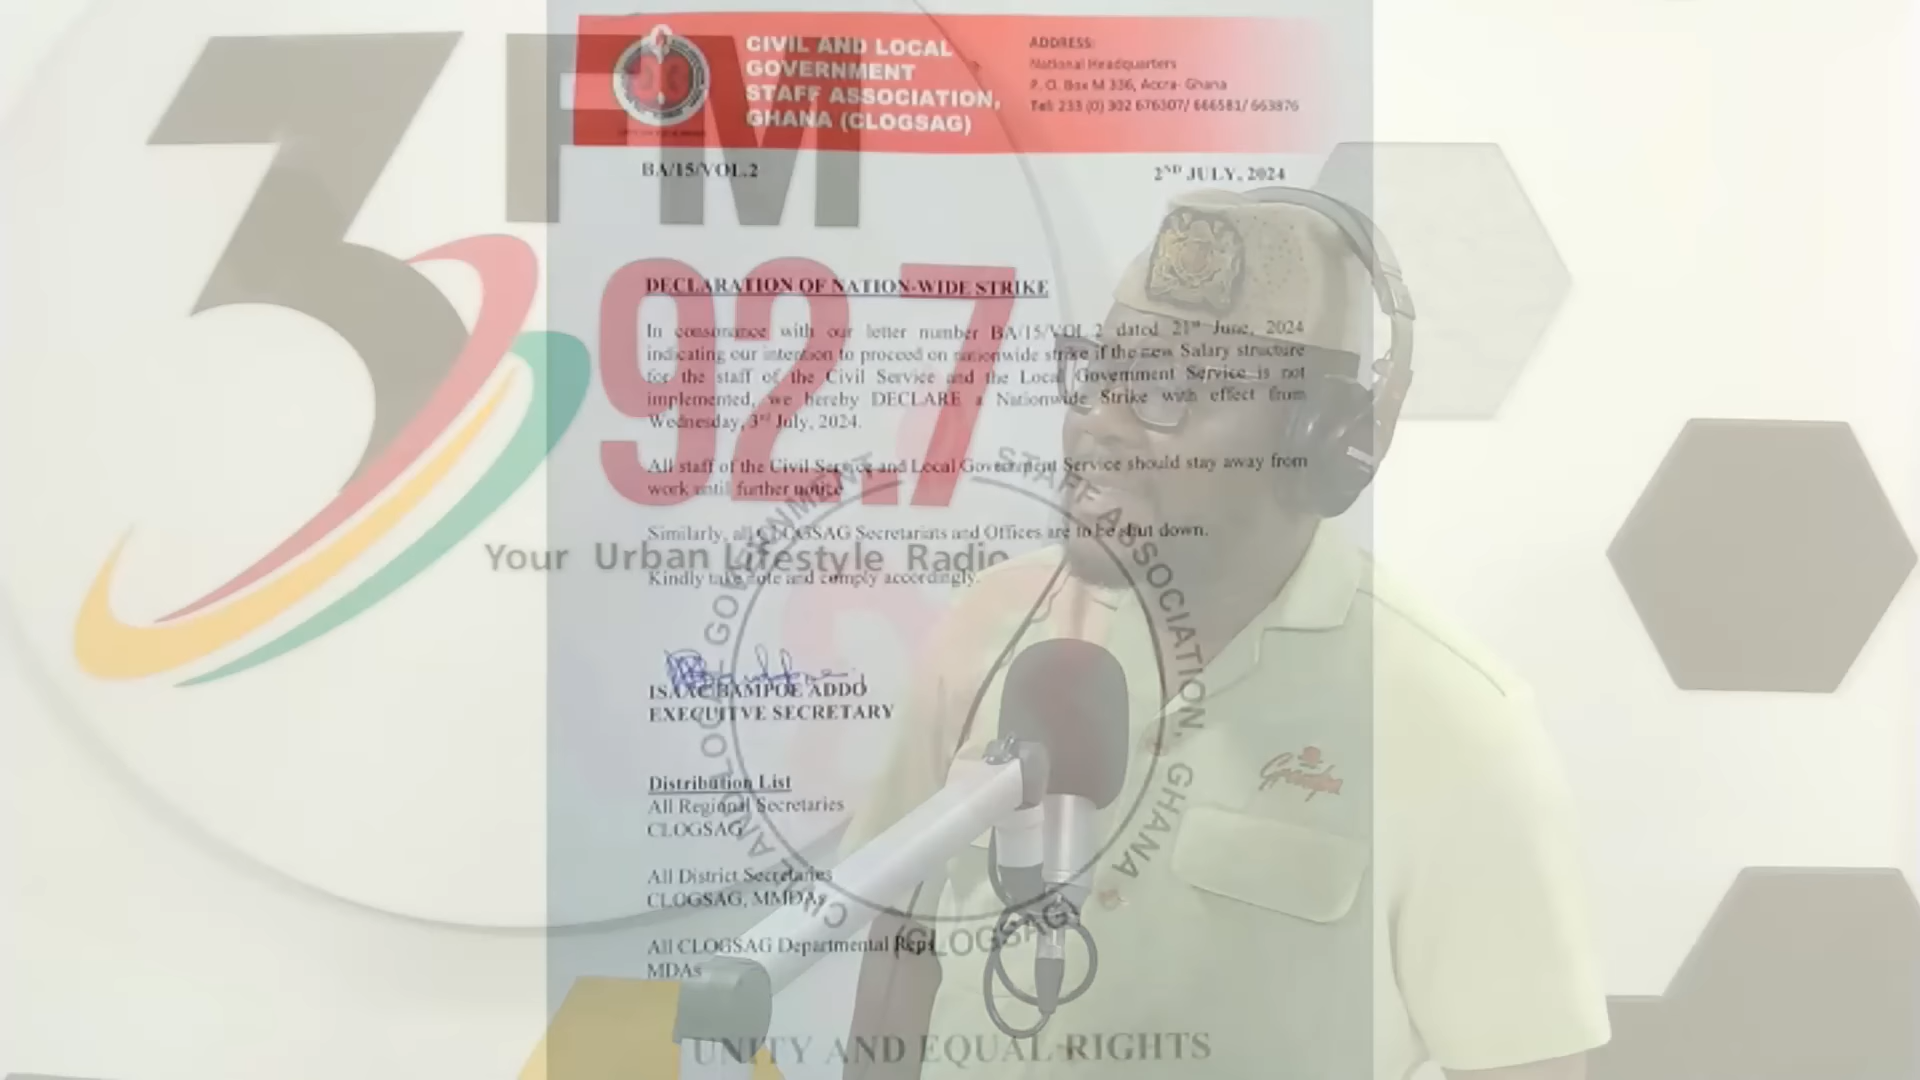 3FM
92.7
Your Urban Lifestyle Radio
CIVIL AND LOCAL
GOVERNMENT
STAFF ASSOCIATION,
GHANA (CLOGSAG)
ADDRESS:
National Headquarters
P. O. Box M 336, Accra- Ghana
Tel: 233 (0) 302 676307/ 666581/ 663876
BA/15/VOL.2
2ND JULY, 2024
DECLARATION OF NATION-WIDE STRIKE
In consonance with our letter number BA/15/VOL 2 dated 21st June, 2024
indicating our intention to proceed on nationwide strike if the new Salary structure
for the staff of the Civil Service and the Local Government Service is not
implemented, we hereby DECLARE a Nationwide Strike with effect from
Wednesday, 3rd July, 2024.
All staff of the Civil Service and Local Government Service should stay away from
work until further notice
Similarly, all CLOGSAG Secretariats and Offices are to be shut down.
Kindly take note and comply accordingly.
ISAAC BAMPOE ADDO
EXECUITVE SECRETARY
Distribution List
All Regional Secretaries
CLOGSAG
All District Secretaries
CLOGSAG, MMDAs
All CLOGSAG Departmental Reps
MDAs
CIVIL AND LOCAL GOVERNMENT STAFF ASSOCIATION, GHANA
(CLOGSAG)
UNITY AND EQUAL RIGHTS
Grandpa